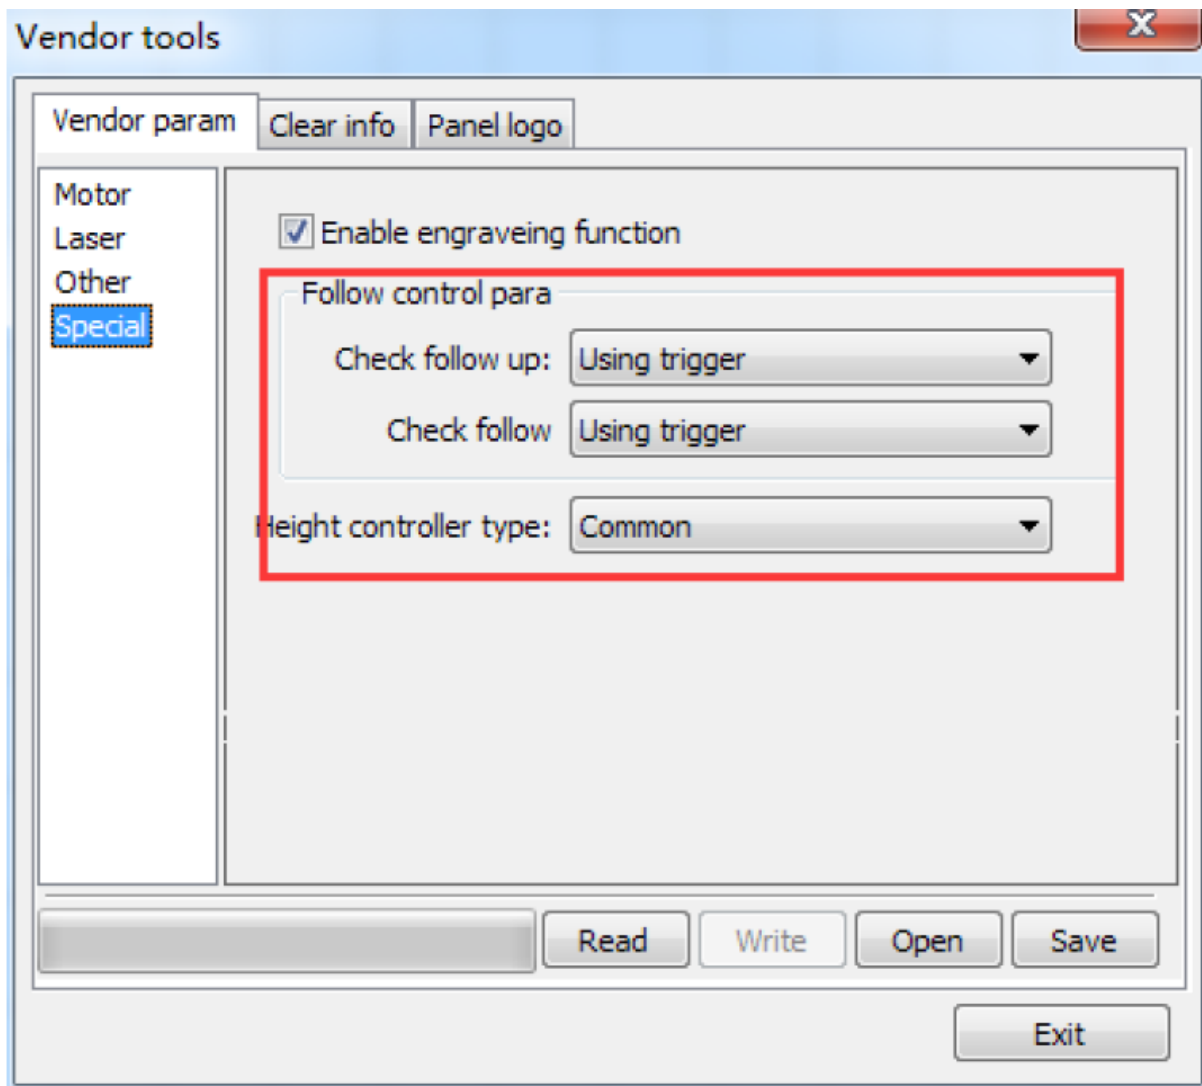 Vendor tools
X
Vendor param Clear info Panel logo
Motor
Laser
Other
Special
Enable engraveing function
Follow control para
Check follow up: Using trigger
Check follow Using trigger
Height controller type: Common
Read Write Open Save
Exit